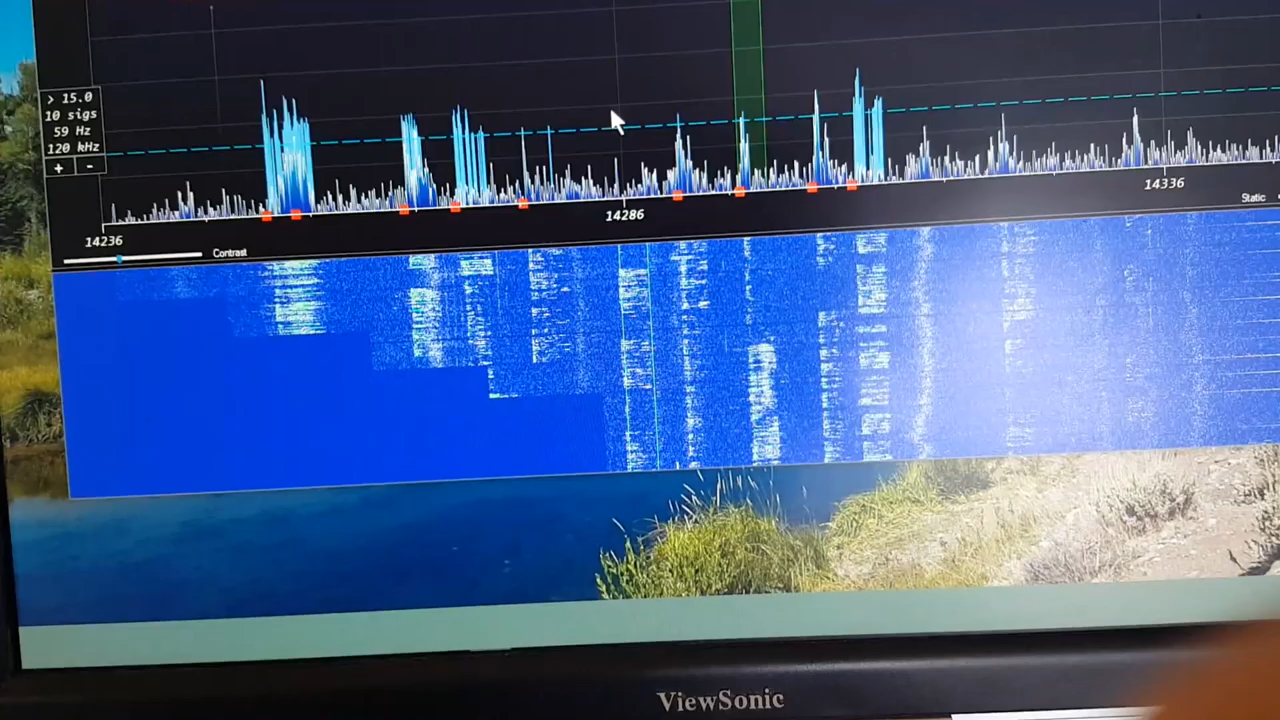 > 15.0
10 sigs
59 Hz
120 kHz
+ -
14236
14286
14336
Contrast
Static
ViewSonic